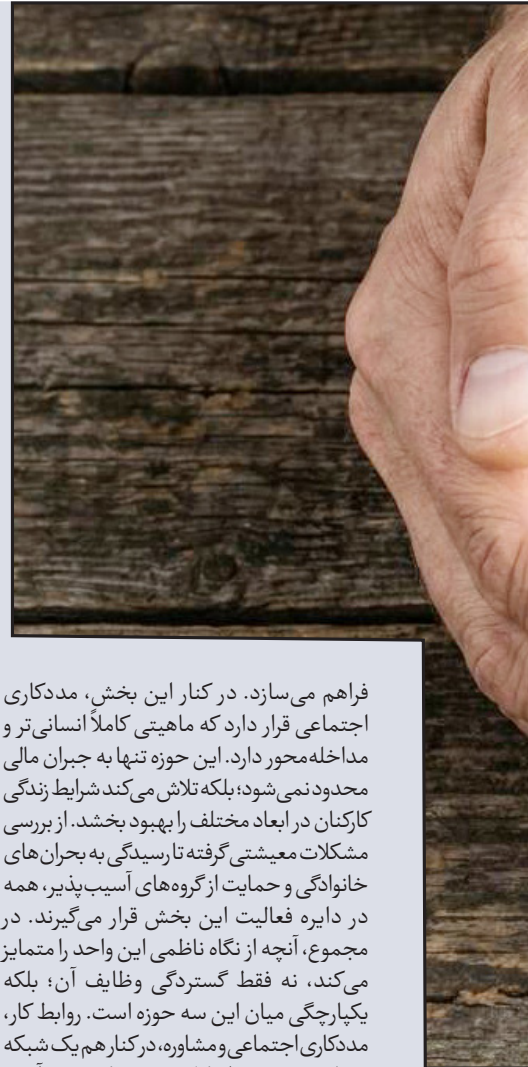 فراهم می‌سازد. در کنار این بخش، مددکاری
اجتماعی قرار دارد که ماهیتی کاملاً انسانی‌تر و
مداخله‌محور دارد. این حوزه تنها به جبران مالی
محدود نمی‌شود؛ بلکه تلاش می‌کند شرایط زندگی
کارکنان در ابعاد مختلف را بهبود بخشد. از بررسی
مشکلات معیشتی گرفته تا رسیدگی به بحران‌های
خانوادگی و حمایت از گروه‌های آسیب‌پذیر، همه
در دایره فعالیت این بخش قرار می‌گیرند. در
مجموع، آنچه از نگاه ناظمی این واحد را متمایز
می‌کند، نه فقط گستردگی وظایف آن؛ بلکه
یکپارچگی میان این سه حوزه است. روابط کار،
مددکاری اجتماعی و مشاوره، در کنار هم یک شبکه